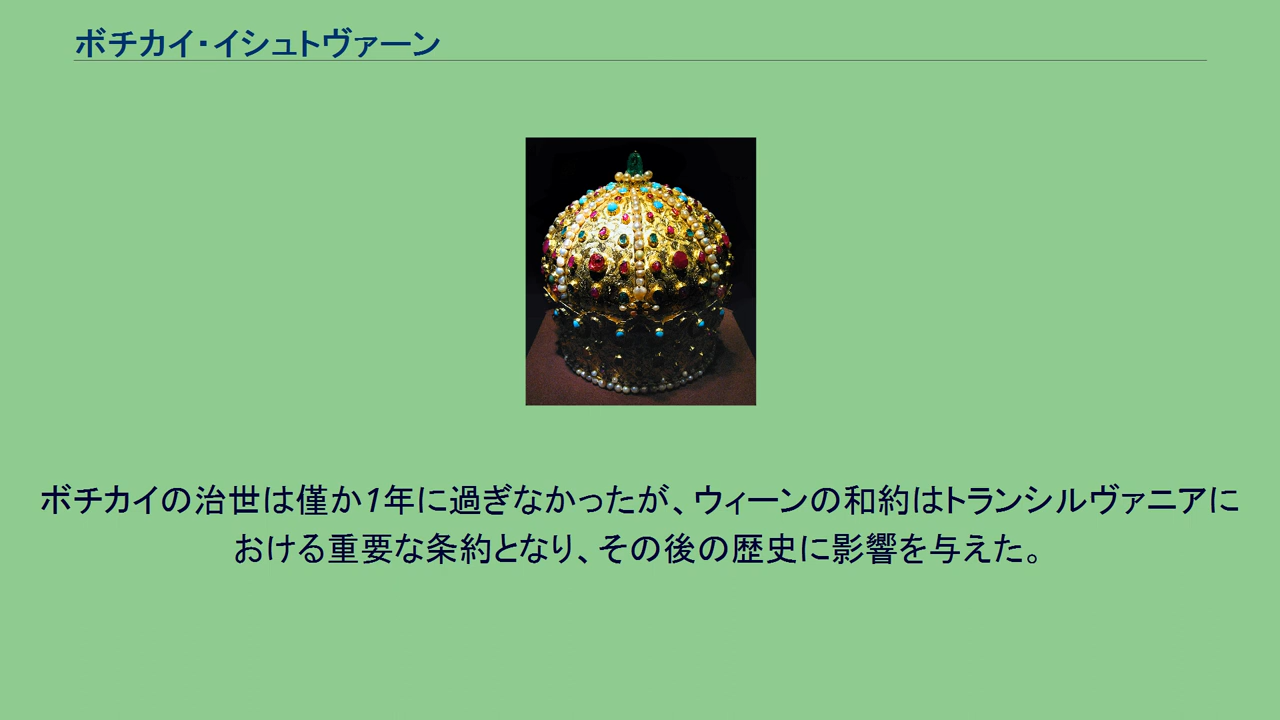 ボチカイ・イシュトヴァーン
ボチカイの治世は僅か1年に過ぎなかったが、ウィーンの和約はトランシルヴァニアに
おける重要な条約となり、その後の歴史に影響を与えた。